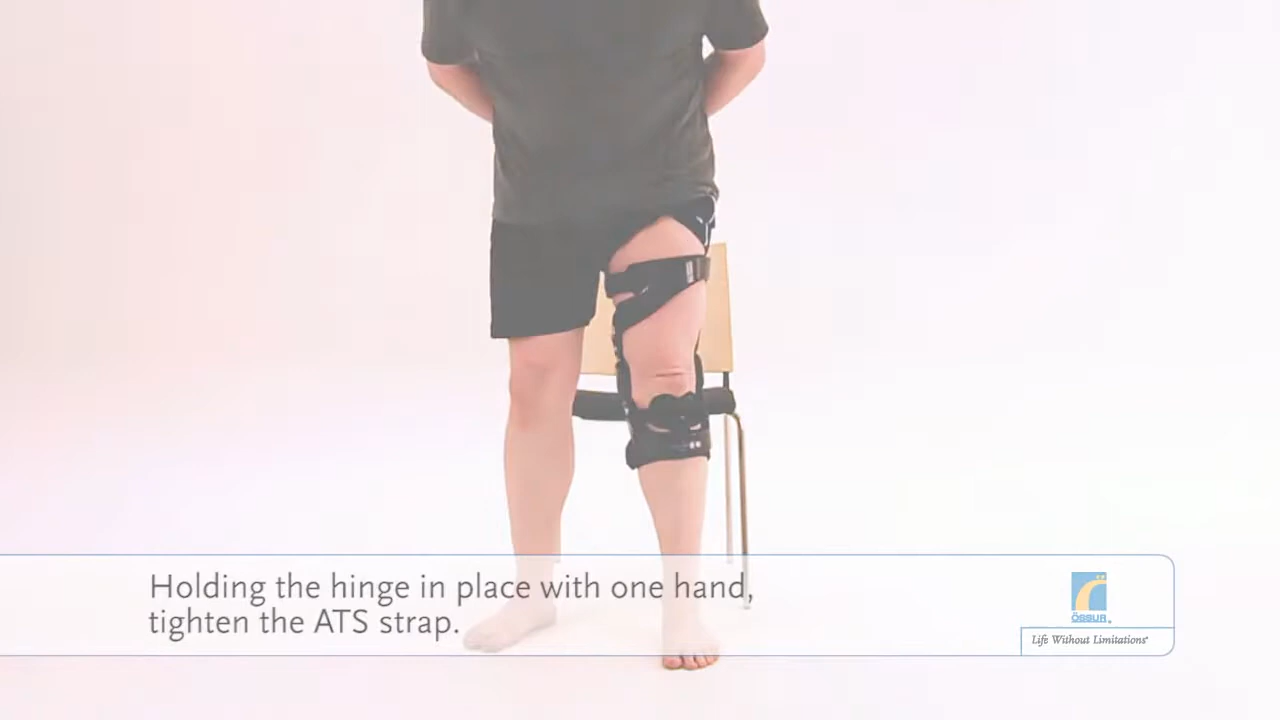 Holding the hinge in place with one hand,
tighten the ATS strap.
ÖSSUR®
Life Without Limitations®